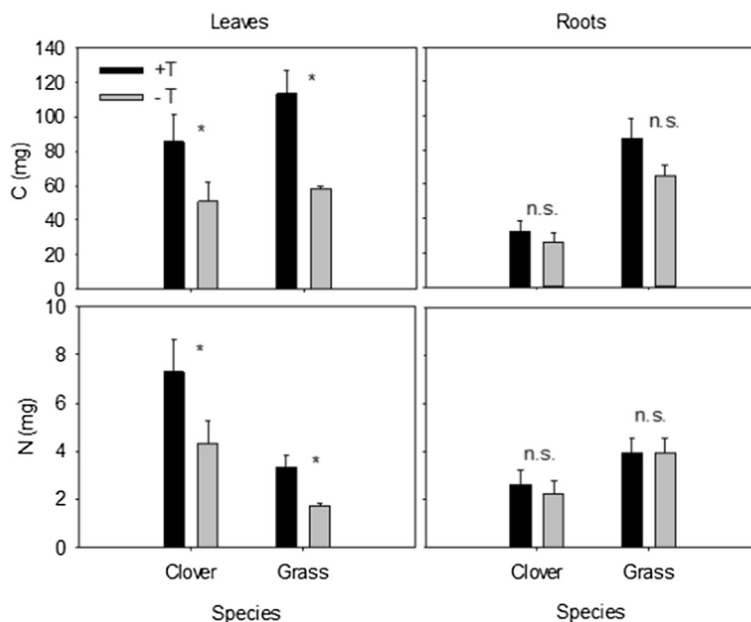 Leaves Roots
140
120
100
80
60
40
20
0
C (mg)
+T
- T
*
*
n.s.
n.s.
10
8
6
4
2
0
N (mg)
*
*
n.s.
n.s.
Clover Grass Clover Grass
Species Species